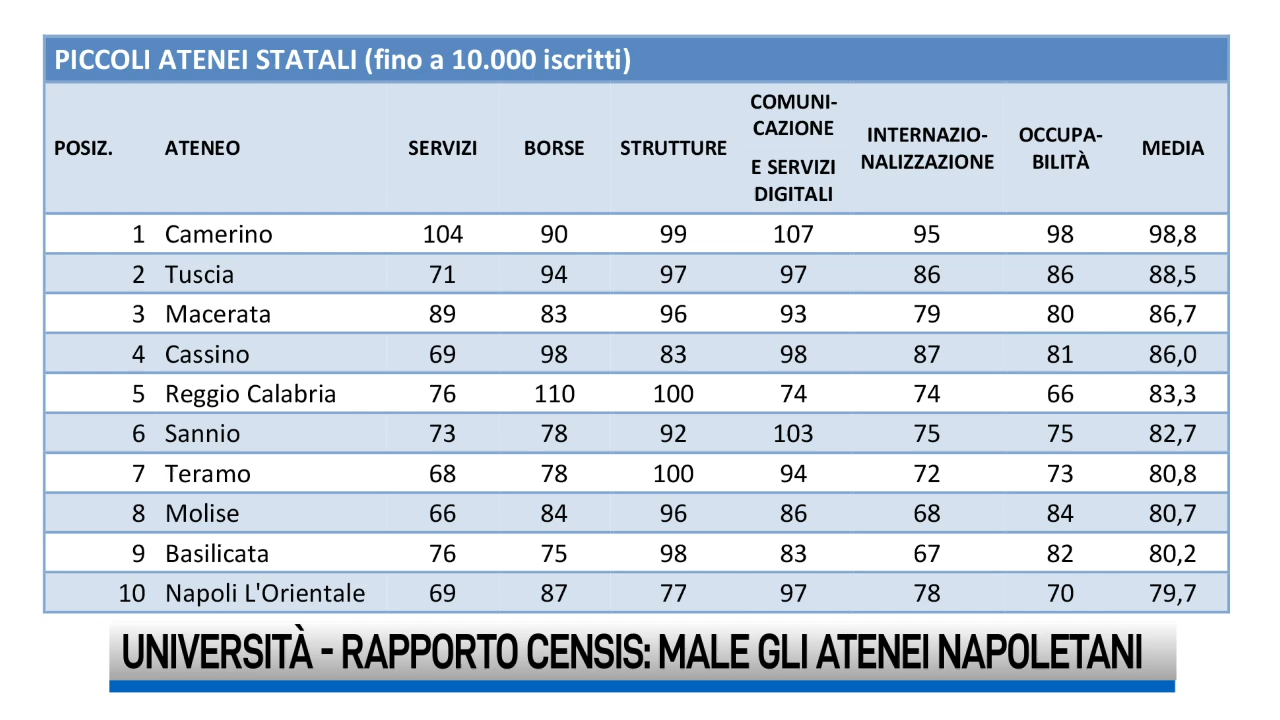 PICCOLI ATENEI STATALI (fino a 10.000 iscritti)
POSIZ. ATENEO SERVIZI BORSE STRUTTURE COMUNI-CAZIONE E SERVIZI DIGITALI INTERNAZIO-NALIZZAZIONE OCCUPA-BILITÀ MEDIA
1 Camerino 104 90 99 107 95 98 98,8
2 Tuscia 71 94 97 97 86 86 88,5
3 Macerata 89 83 96 93 79 80 86,7
4 Cassino 69 98 83 98 87 81 86,0
5 Reggio Calabria 76 110 100 74 74 66 83,3
6 Sannio 73 78 92 103 75 75 82,7
7 Teramo 68 78 100 94 72 73 80,8
8 Molise 66 84 96 86 68 84 80,7
9 Basilicata 76 75 98 83 67 82 80,2
10 Napoli L'Orientale 69 87 77 97 78 70 79,7
UNIVERSITÀ - RAPPORTO CENSIS: MALE GLI ATENEI NAPOLETANI